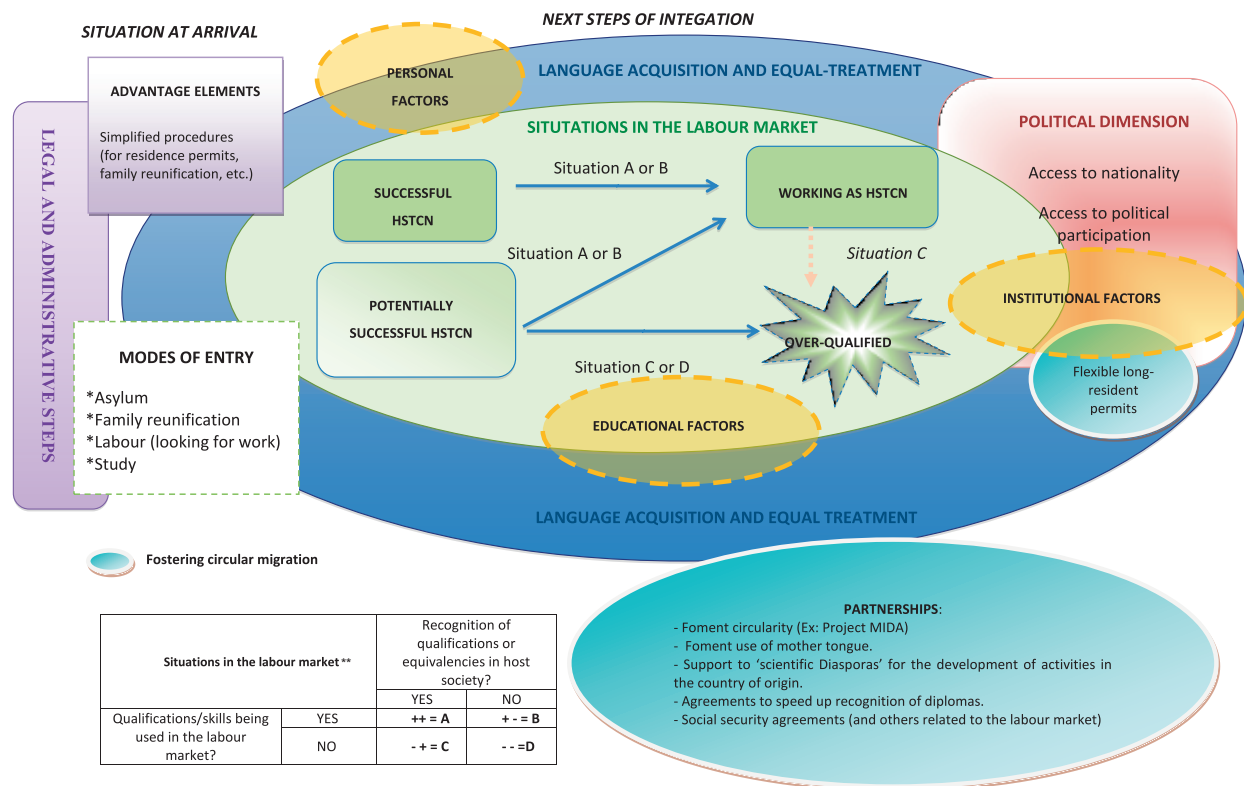 SITUATION AT ARRIVAL
NEXT STEPS OF INTEGATION
LEGAL AND ADMINISTRATIVE STEPS
ADVANTAGE ELEMENTS
Simplified procedures
(for residence permits,
family reunification, etc.)
PERSONAL
FACTORS
LANGUAGE ACQUISITION AND EQUAL-TREATMENT
SITUTATIONS IN THE LABOUR MARKET
SUCCESSFUL
HSTCN
Situation A or B
WORKING AS HSTCN
POLITICAL DIMENSION
Access to nationality
Access to political
participation
Situation A or B
Situation C
POTENTIALLY
SUCCESSFUL HSTCN
OVER-QUALIFIED
INSTITUTIONAL FACTORS
Situation C or D
Flexible long-
resident
permits
MODES OF ENTRY
*Asylum
*Family reunification
*Labour (looking for work)
*Study
EDUCATIONAL FACTORS
LANGUAGE ACQUISITION AND EQUAL TREATMENT
Fostering circular migration
Situations in the labour market **
Recognition of
qualifications or
equivalencies in host
society?
YES NO
Qualifications/skills being
used in the labour
market?
YES ++ = A + - = B
NO - + = C - - =D
PARTNERSHIPS:
- Foment circularity (Ex: Project MIDA)
- Foment use of mother tongue.
- Support to ‘scientific Diasporas’ for the development of activities in
the country of origin.
- Agreements to speed up recognition of diplomas.
- Social security agreements (and others related to the labour market)